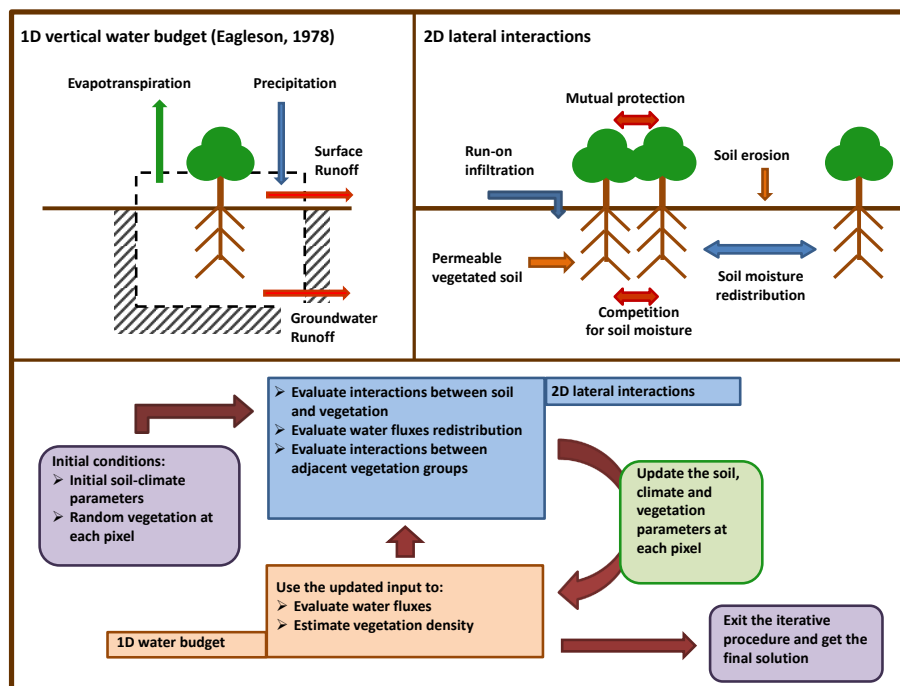 1D vertical water budget (Eagleson, 1978)
Evapotranspiration
Precipitation
Surface
Runoff
Groundwater
Runoff
2D lateral interactions
Mutual protection
Run-on
infiltration
Soil erosion
Permeable
vegetated soil
Soil moisture
redistribution
Competition
for soil moisture
➢ Evaluate interactions between soil
and vegetation
➢ Evaluate water fluxes redistribution
➢ Evaluate interactions between
adjacent vegetation groups
2D lateral interactions
Initial conditions:
➢ Initial soil-climate
parameters
➢ Random vegetation at
each pixel
Update the soil,
climate and
vegetation
parameters at
each pixel
Use the updated input to:
➢ Evaluate water fluxes
➢ Estimate vegetation density
1D water budget
Exit the iterative
procedure and get the
final solution